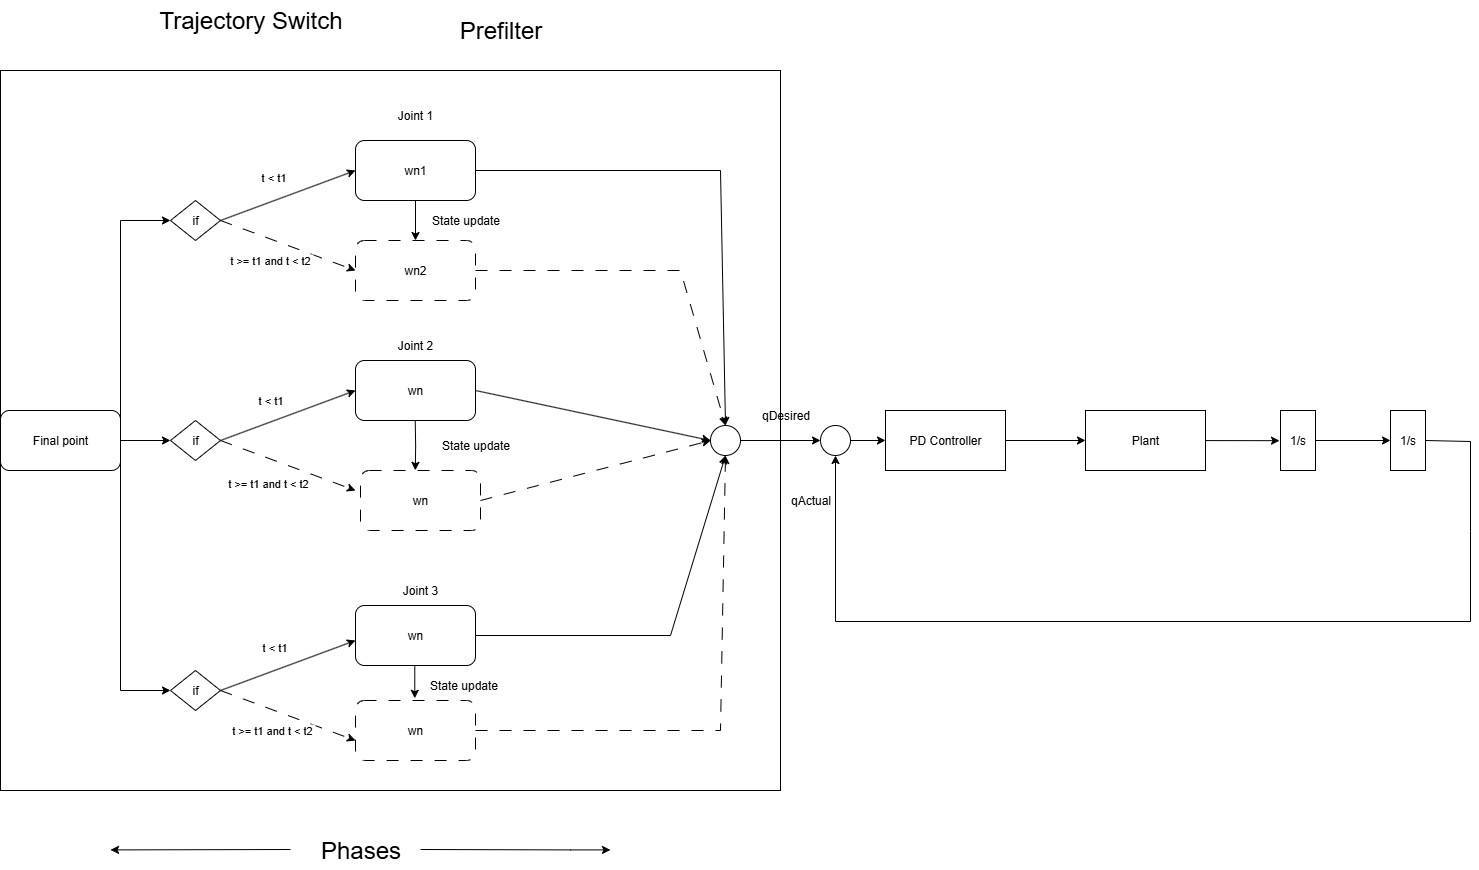 Trajectory Switch
Prefilter
Joint 1
wn1
t < t1
if
State update
t >= t1 and t < t2
wn2
Joint 2
wn
t < t1
Final point
if
State update
t >= t1 and t < t2
wn
qDesired
PD Controller
Plant
1/s
1/s
qActual
Joint 3
wn
t < t1
if
State update
t >= t1 and t < t2
wn
Phases